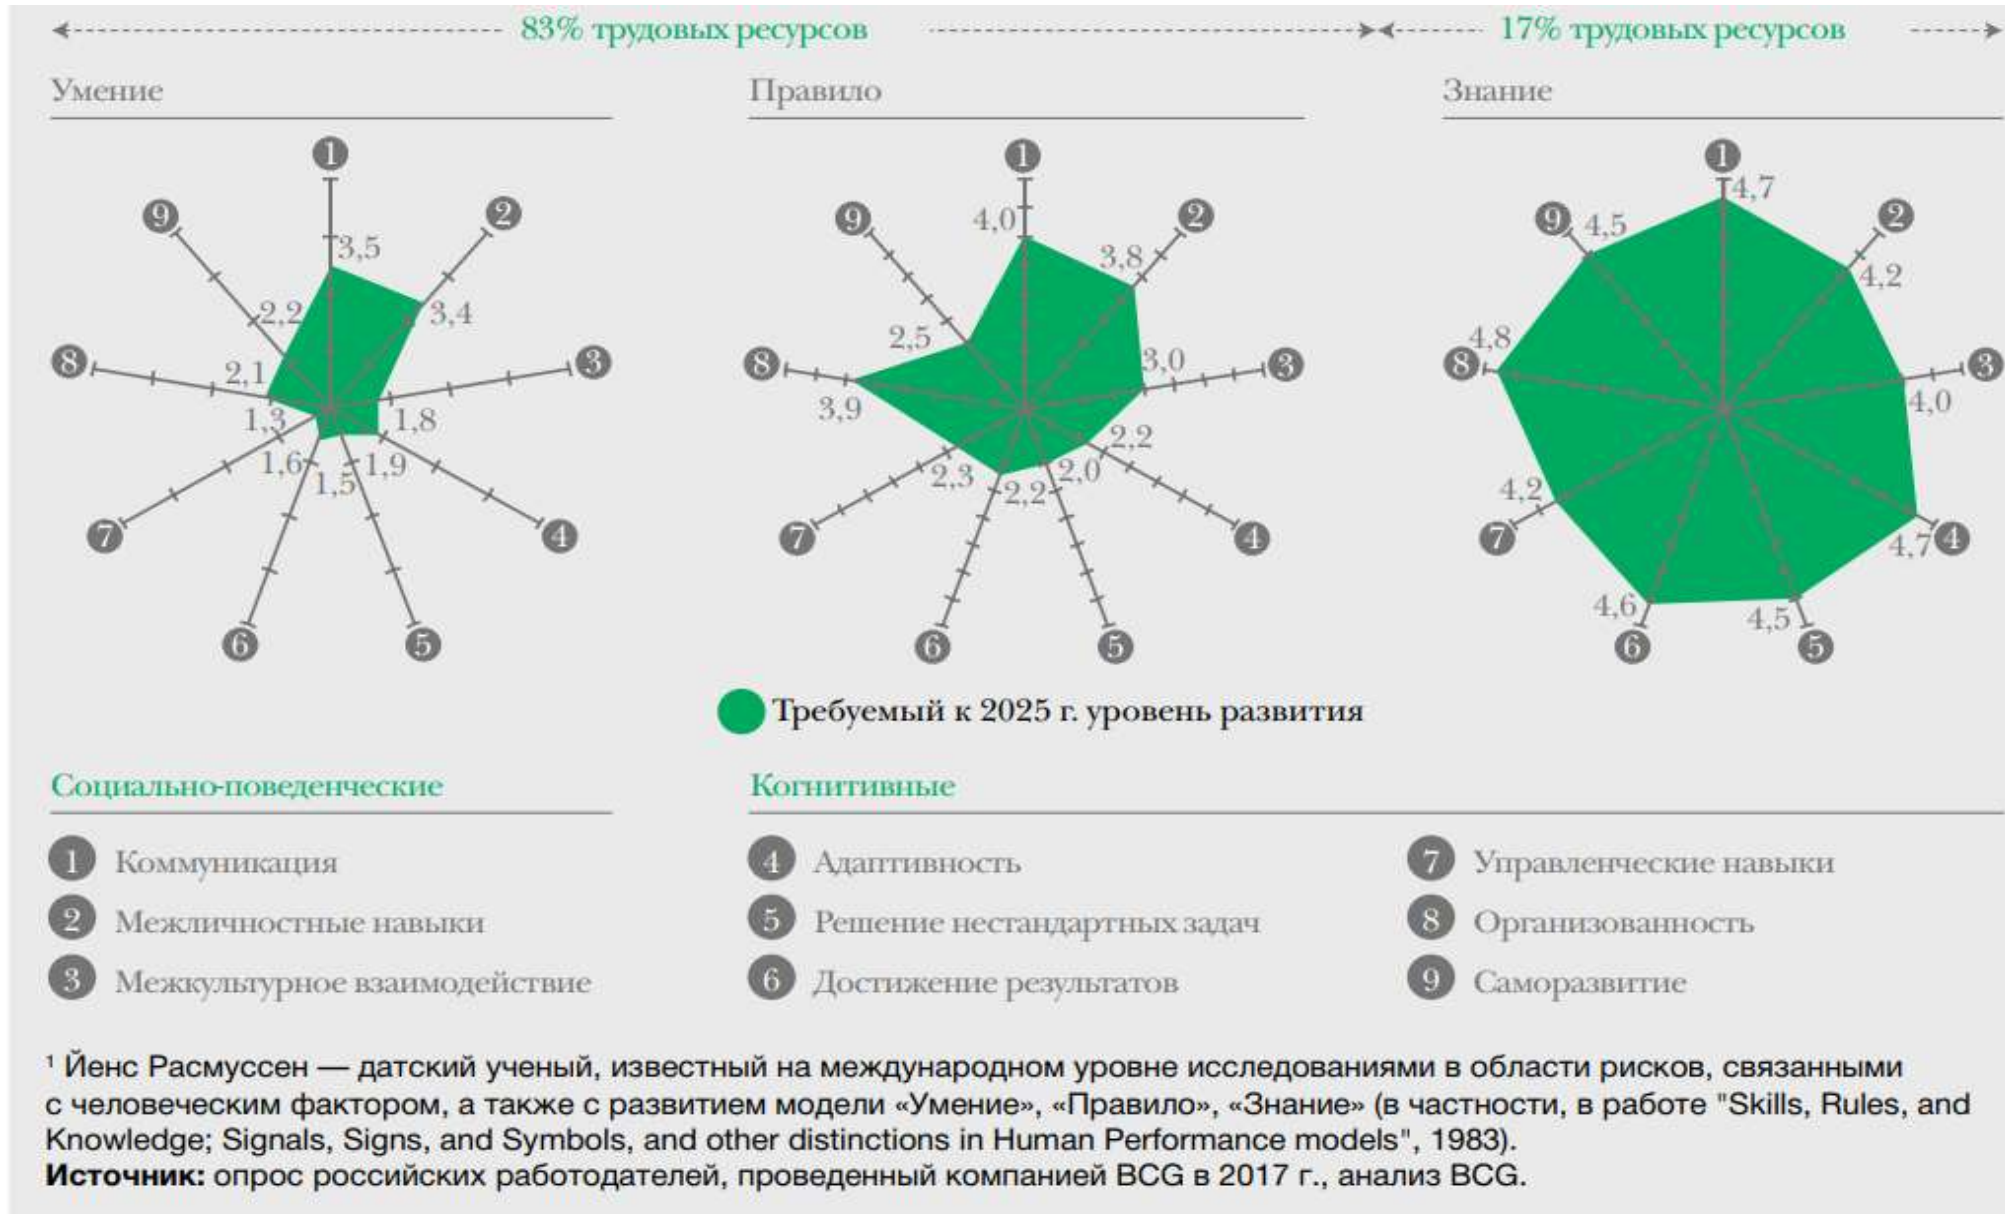 83% трудовых ресурсов
17% трудовых ресурсов
Умение
Правило
Знание
1
3,5
2
3,4
3
1,8
4
1,9
5
1,5
6
1,6
7
1,3
8
2,1
9
2,2
1
4,0
2
3,8
3
3,0
4
2,2
5
2,0
6
2,2
7
2,3
8
3,9
9
2,5
1
4,7
2
4,2
3
4,0
4
4,7
5
4,5
6
4,6
7
4,2
8
4,8
9
4,5
Требуемый к 2025 г. уровень развития
Социально-поведенческие
1 Коммуникация
2 Межличностные навыки
3 Межкультурное взаимодействие
Когнитивные
4 Адаптивность
5 Решение нестандартных задач
6 Достижение результатов
7 Управленческие навыки
8 Организованность
9 Саморазвитие
¹ Йенс Расмуссен — датский ученый, известный на международном уровне исследованиями в области рисков, связанными
с человеческим фактором, а также с развитием модели «Умение», «Правило», «Знание» (в частности, в работе "Skills, Rules, and
Knowledge; Signals, Signs, and Symbols, and other distinctions in Human Performance models", 1983).
Источник: опрос российских работодателей, проведенный компанией BCG в 2017 г., анализ BCG.